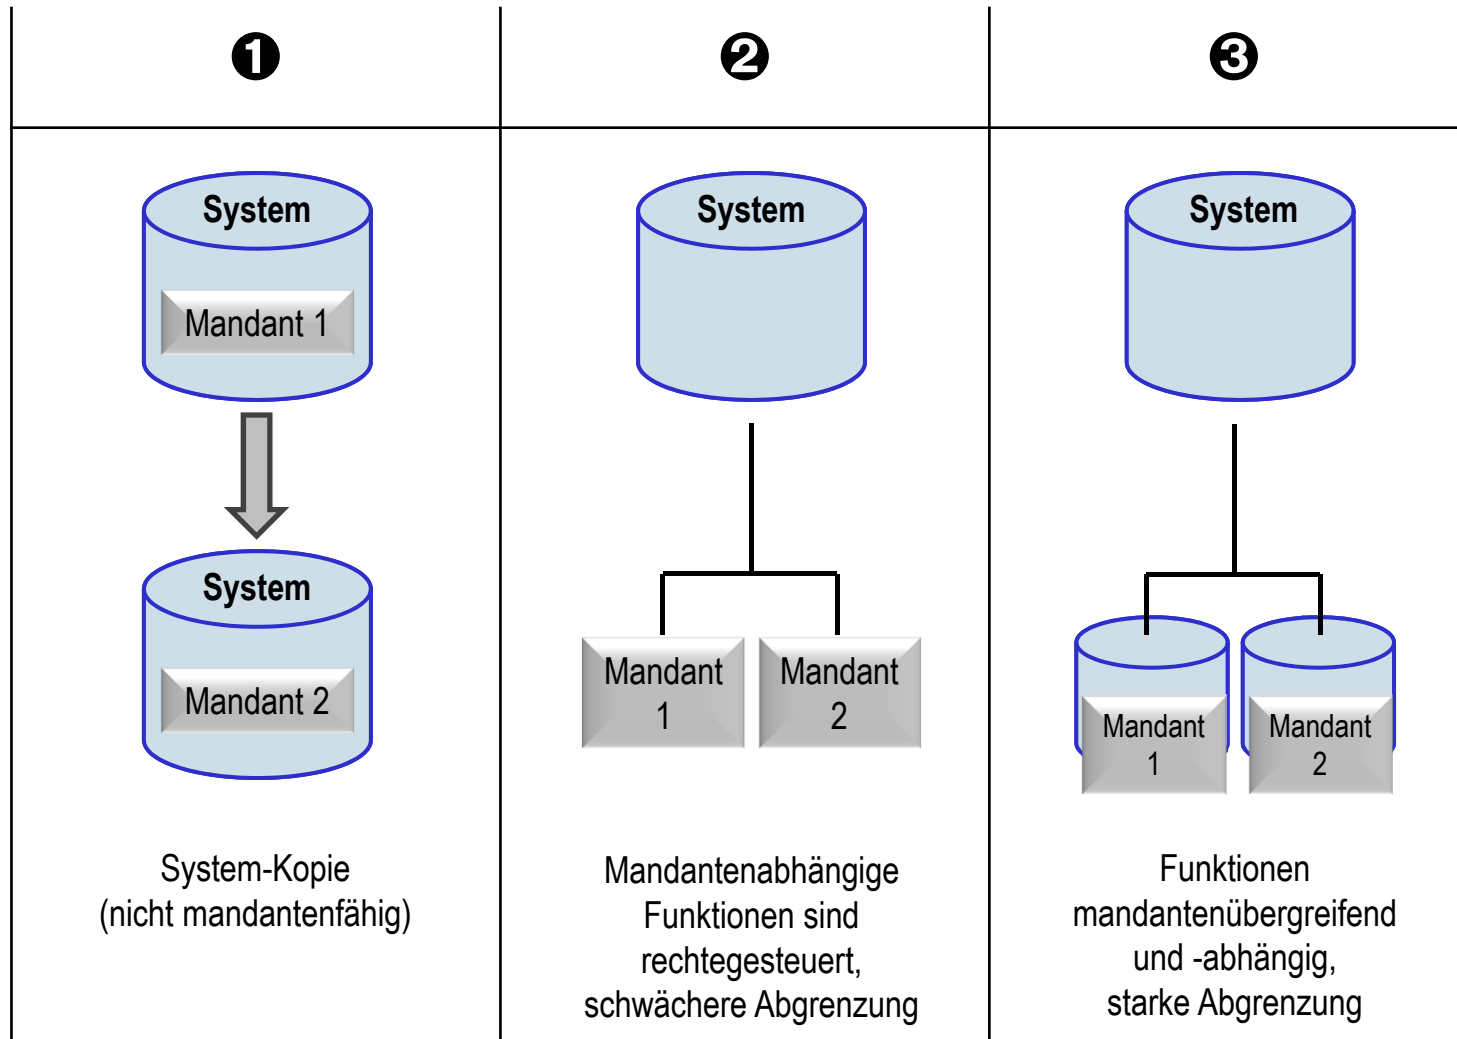 ❶
❷
❸
System
Mandant 1
System
Mandant 2
System-Kopie
(nicht mandantenfähig)
System
Mandant
1
Mandant
2
Mandantenabhängige
Funktionen sind
rechtegesteuert,
schwächere Abgrenzung
System
Mandant
1
Mandant
2
Funktionen
mandantenübergreifend
und -abhängig,
starke Abgrenzung